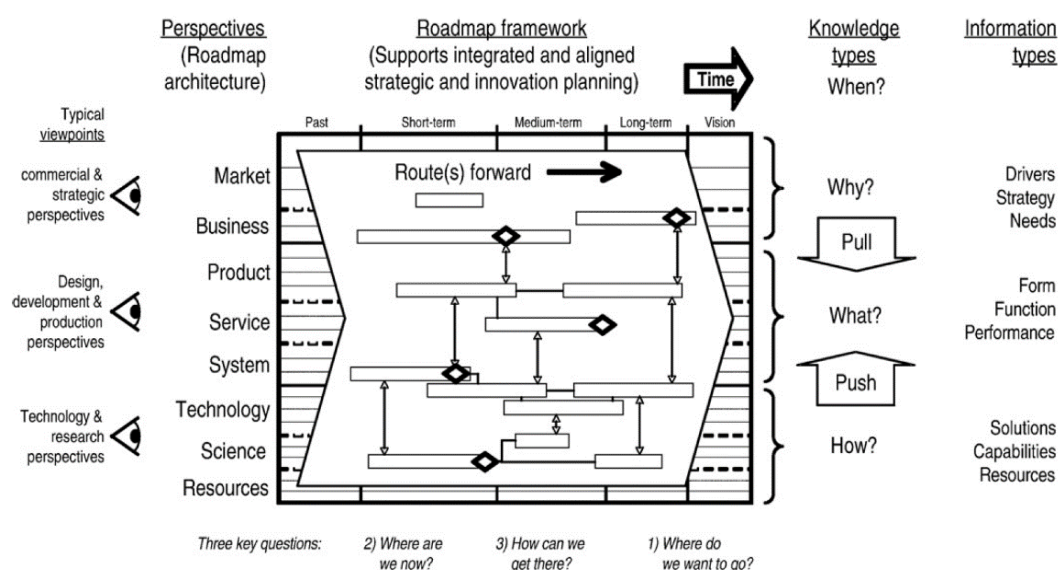 Perspectives
(Roadmap
architecture)
Roadmap framework
(Supports integrated and aligned
strategic and innovation planning)
Time
Knowledge
types
When?
Information
types
Typical
viewpoints
Past
Short-term
Medium-term
Long-term
Vision
commercial &
strategic
perspectives
Market
Business
Route(s) forward
Why?
Drivers
Strategy
Needs
Pull
Design,
development &
production
perspectives
Product
Service
System
What?
Form
Function
Performance
Push
Technology &
research
perspectives
Technology
Science
Resources
How?
Solutions
Capabilities
Resources
Three key questions:
2) Where are
we now?
3) How can we
get there?
1) Where do
we want to go?